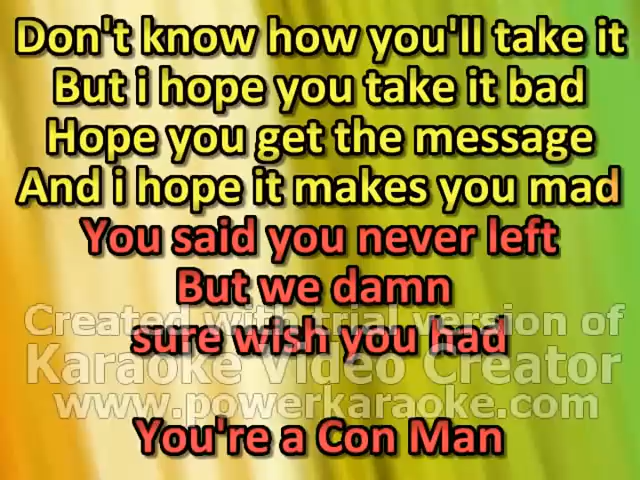 Don't know how you'll take it
But i hope you take it bad
Hope you get the message
And i hope it makes you mad
You said you never left
But we damn
Created with trial version of
sure wish you had
Karaoke Video Creator
www.powerkaraoke.com
You're a Con Man